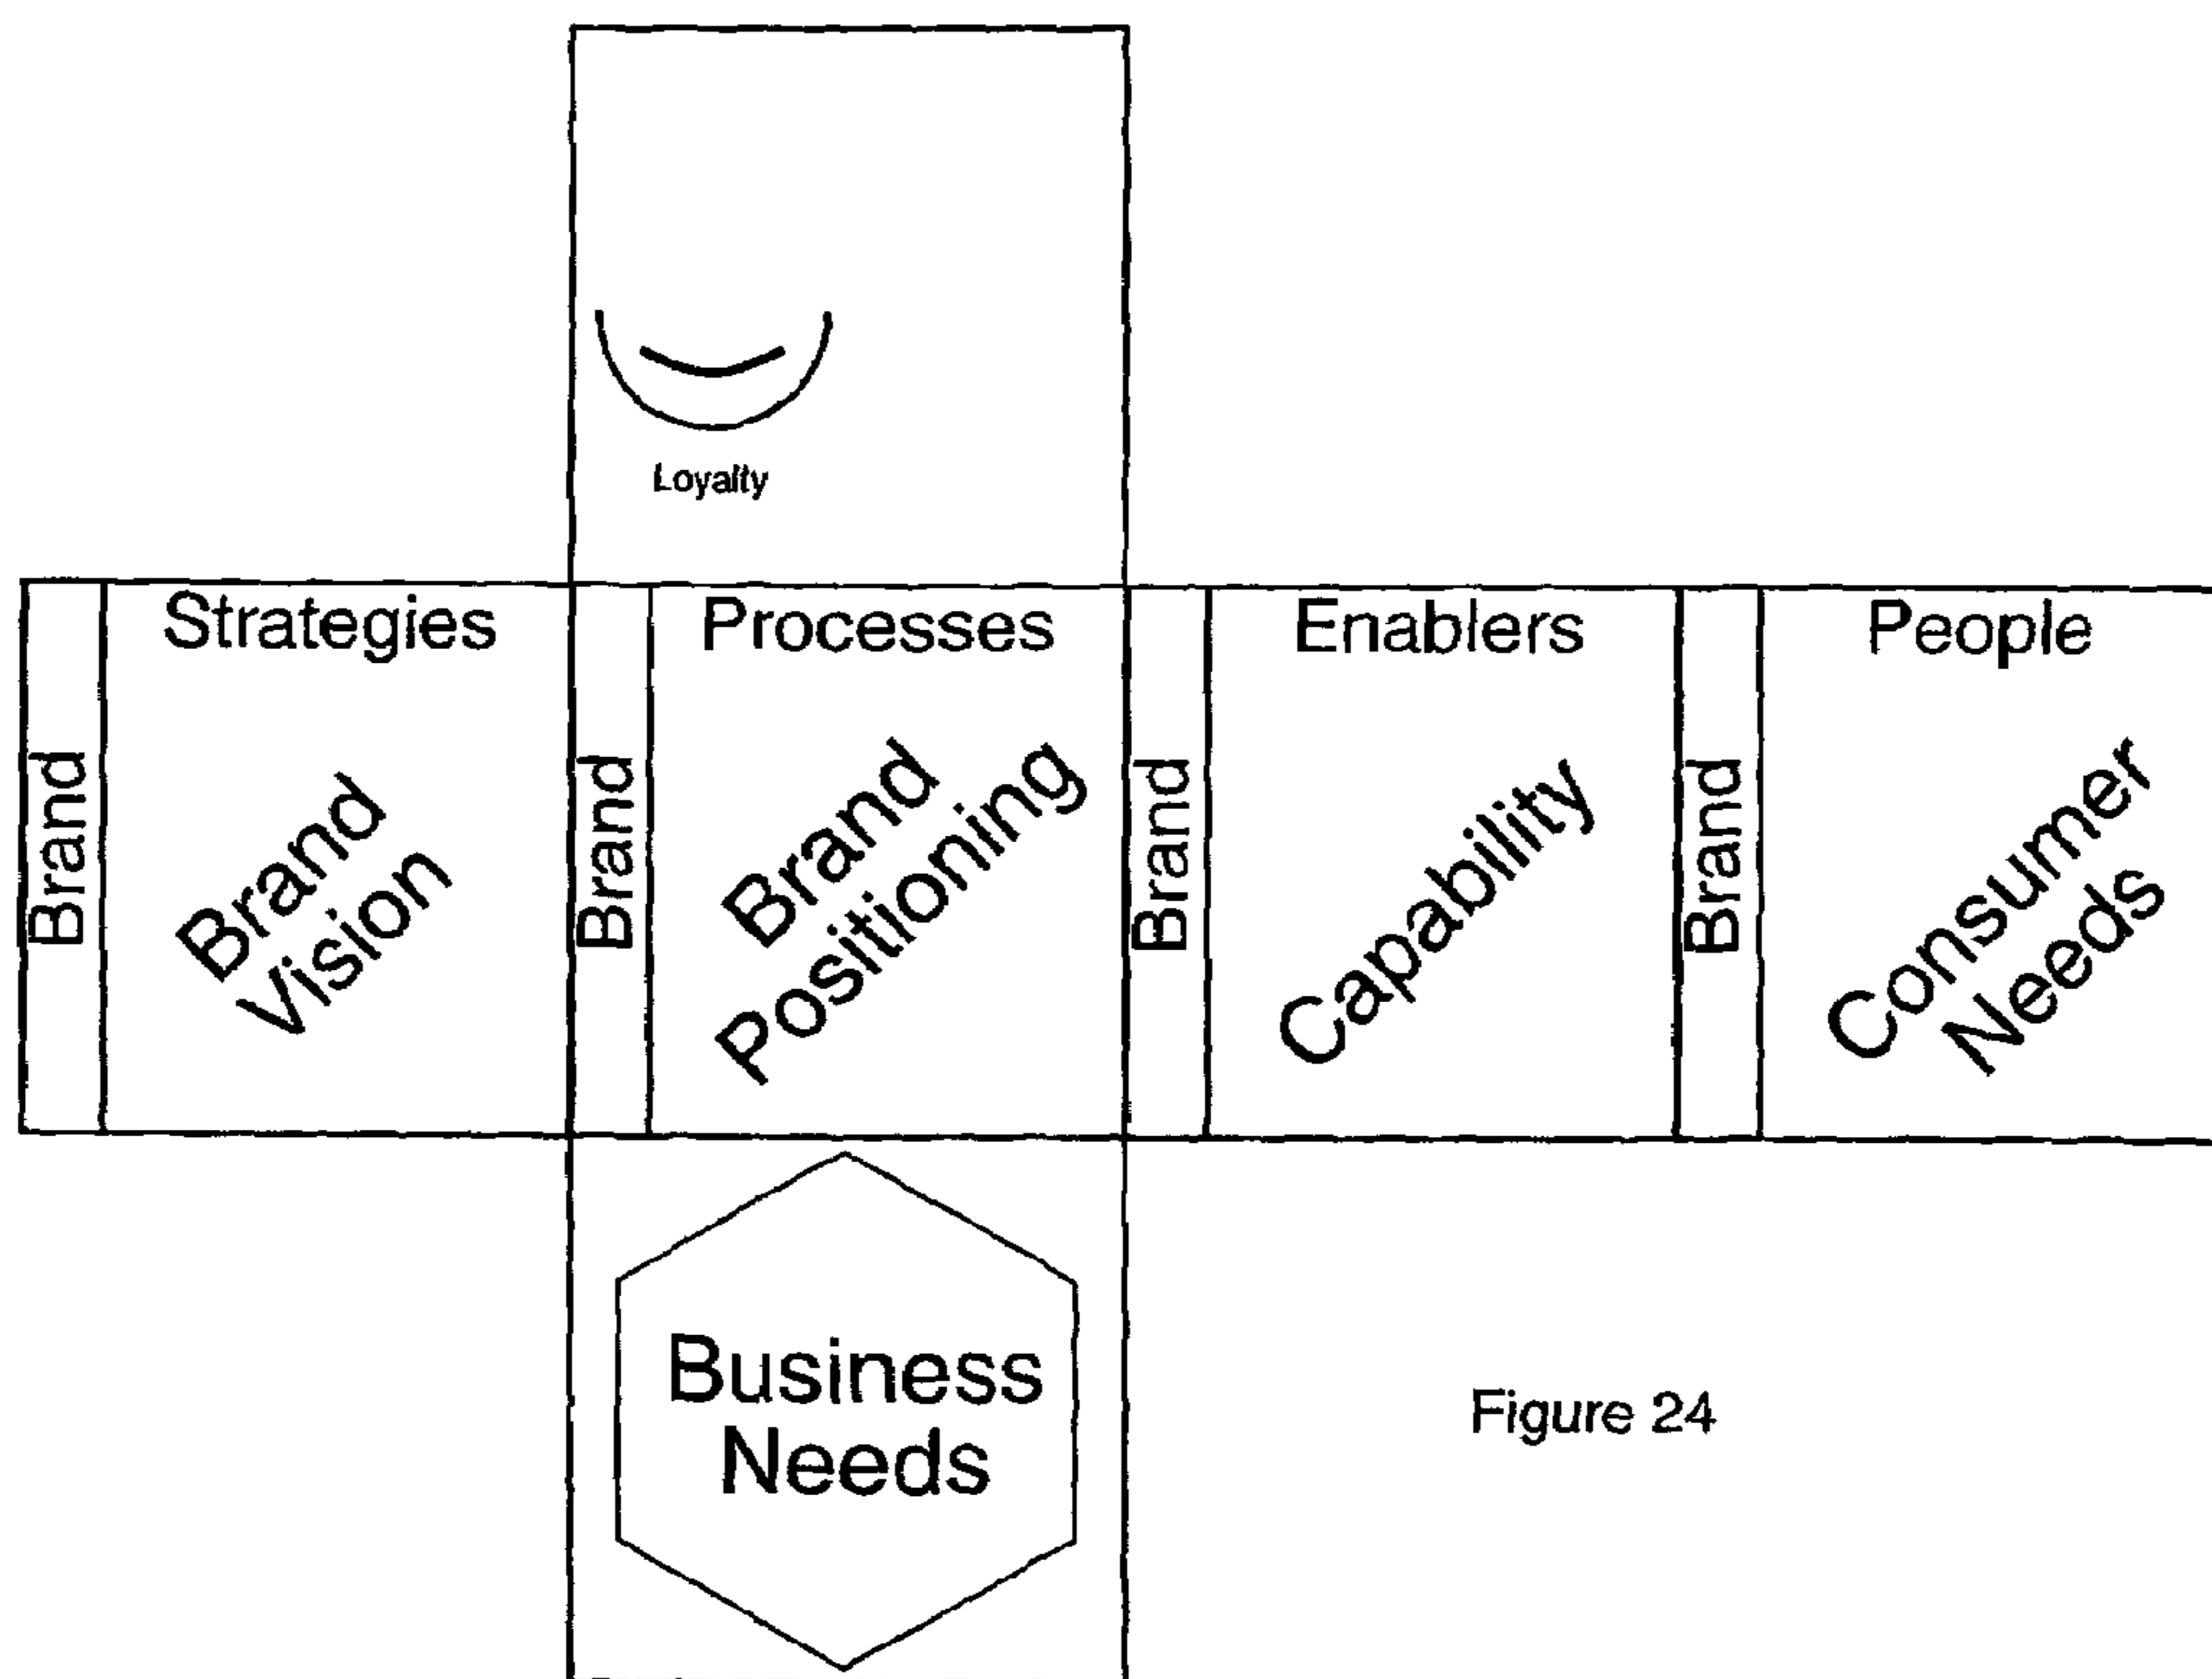 Loyalty
Strategies
Processes
Enablers
People
Brand
Brand
Vision
Brand
Brand
Positioning
Brand
Capability
Brand
Consumer
Needs
Business
Needs
Figure 24